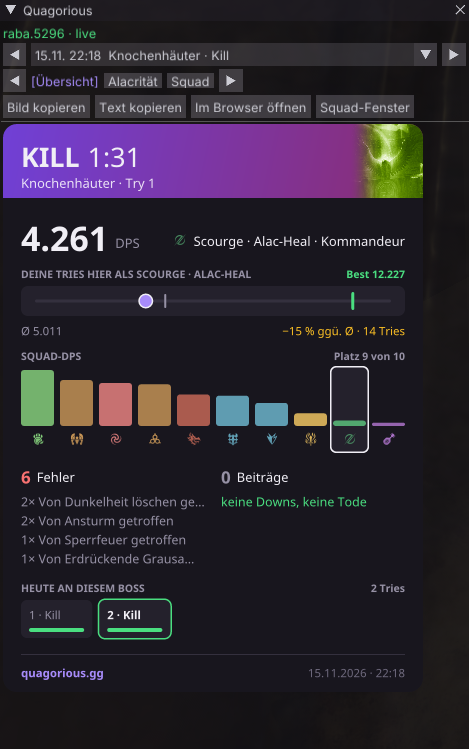 Quagorious
raba.5296 · live
15.11. 22:18 Knochenhäuter · Kill
[Übersicht] Alacrität Squad
Bild kopieren Text kopieren Im Browser öffnen Squad-Fenster
KILL 1:31
Knochenhäuter · Try 1
4.261 DPS Scourge · Alac-Heal · Kommandeur
DEINE TRIES HIER ALS SCOURGE · ALAC-HEAL Best 12.227
Ø 5.011 −15 % ggü. Ø · 14 Tries
SQUAD-DPS Platz 9 von 10
6 Fehler 0 Beiträge
2× Von Dunkelheit löschen ge... keine Downs, keine Tode
2× Von Ansturm getroffen
1× Von Sperrfeuer getroffen
1× Von Erdrückende Grausa...
HEUTE AN DIESEM BOSS 2 Tries
1 · Kill 2 · Kill
quagorious.gg 15.11.2026 · 22:18